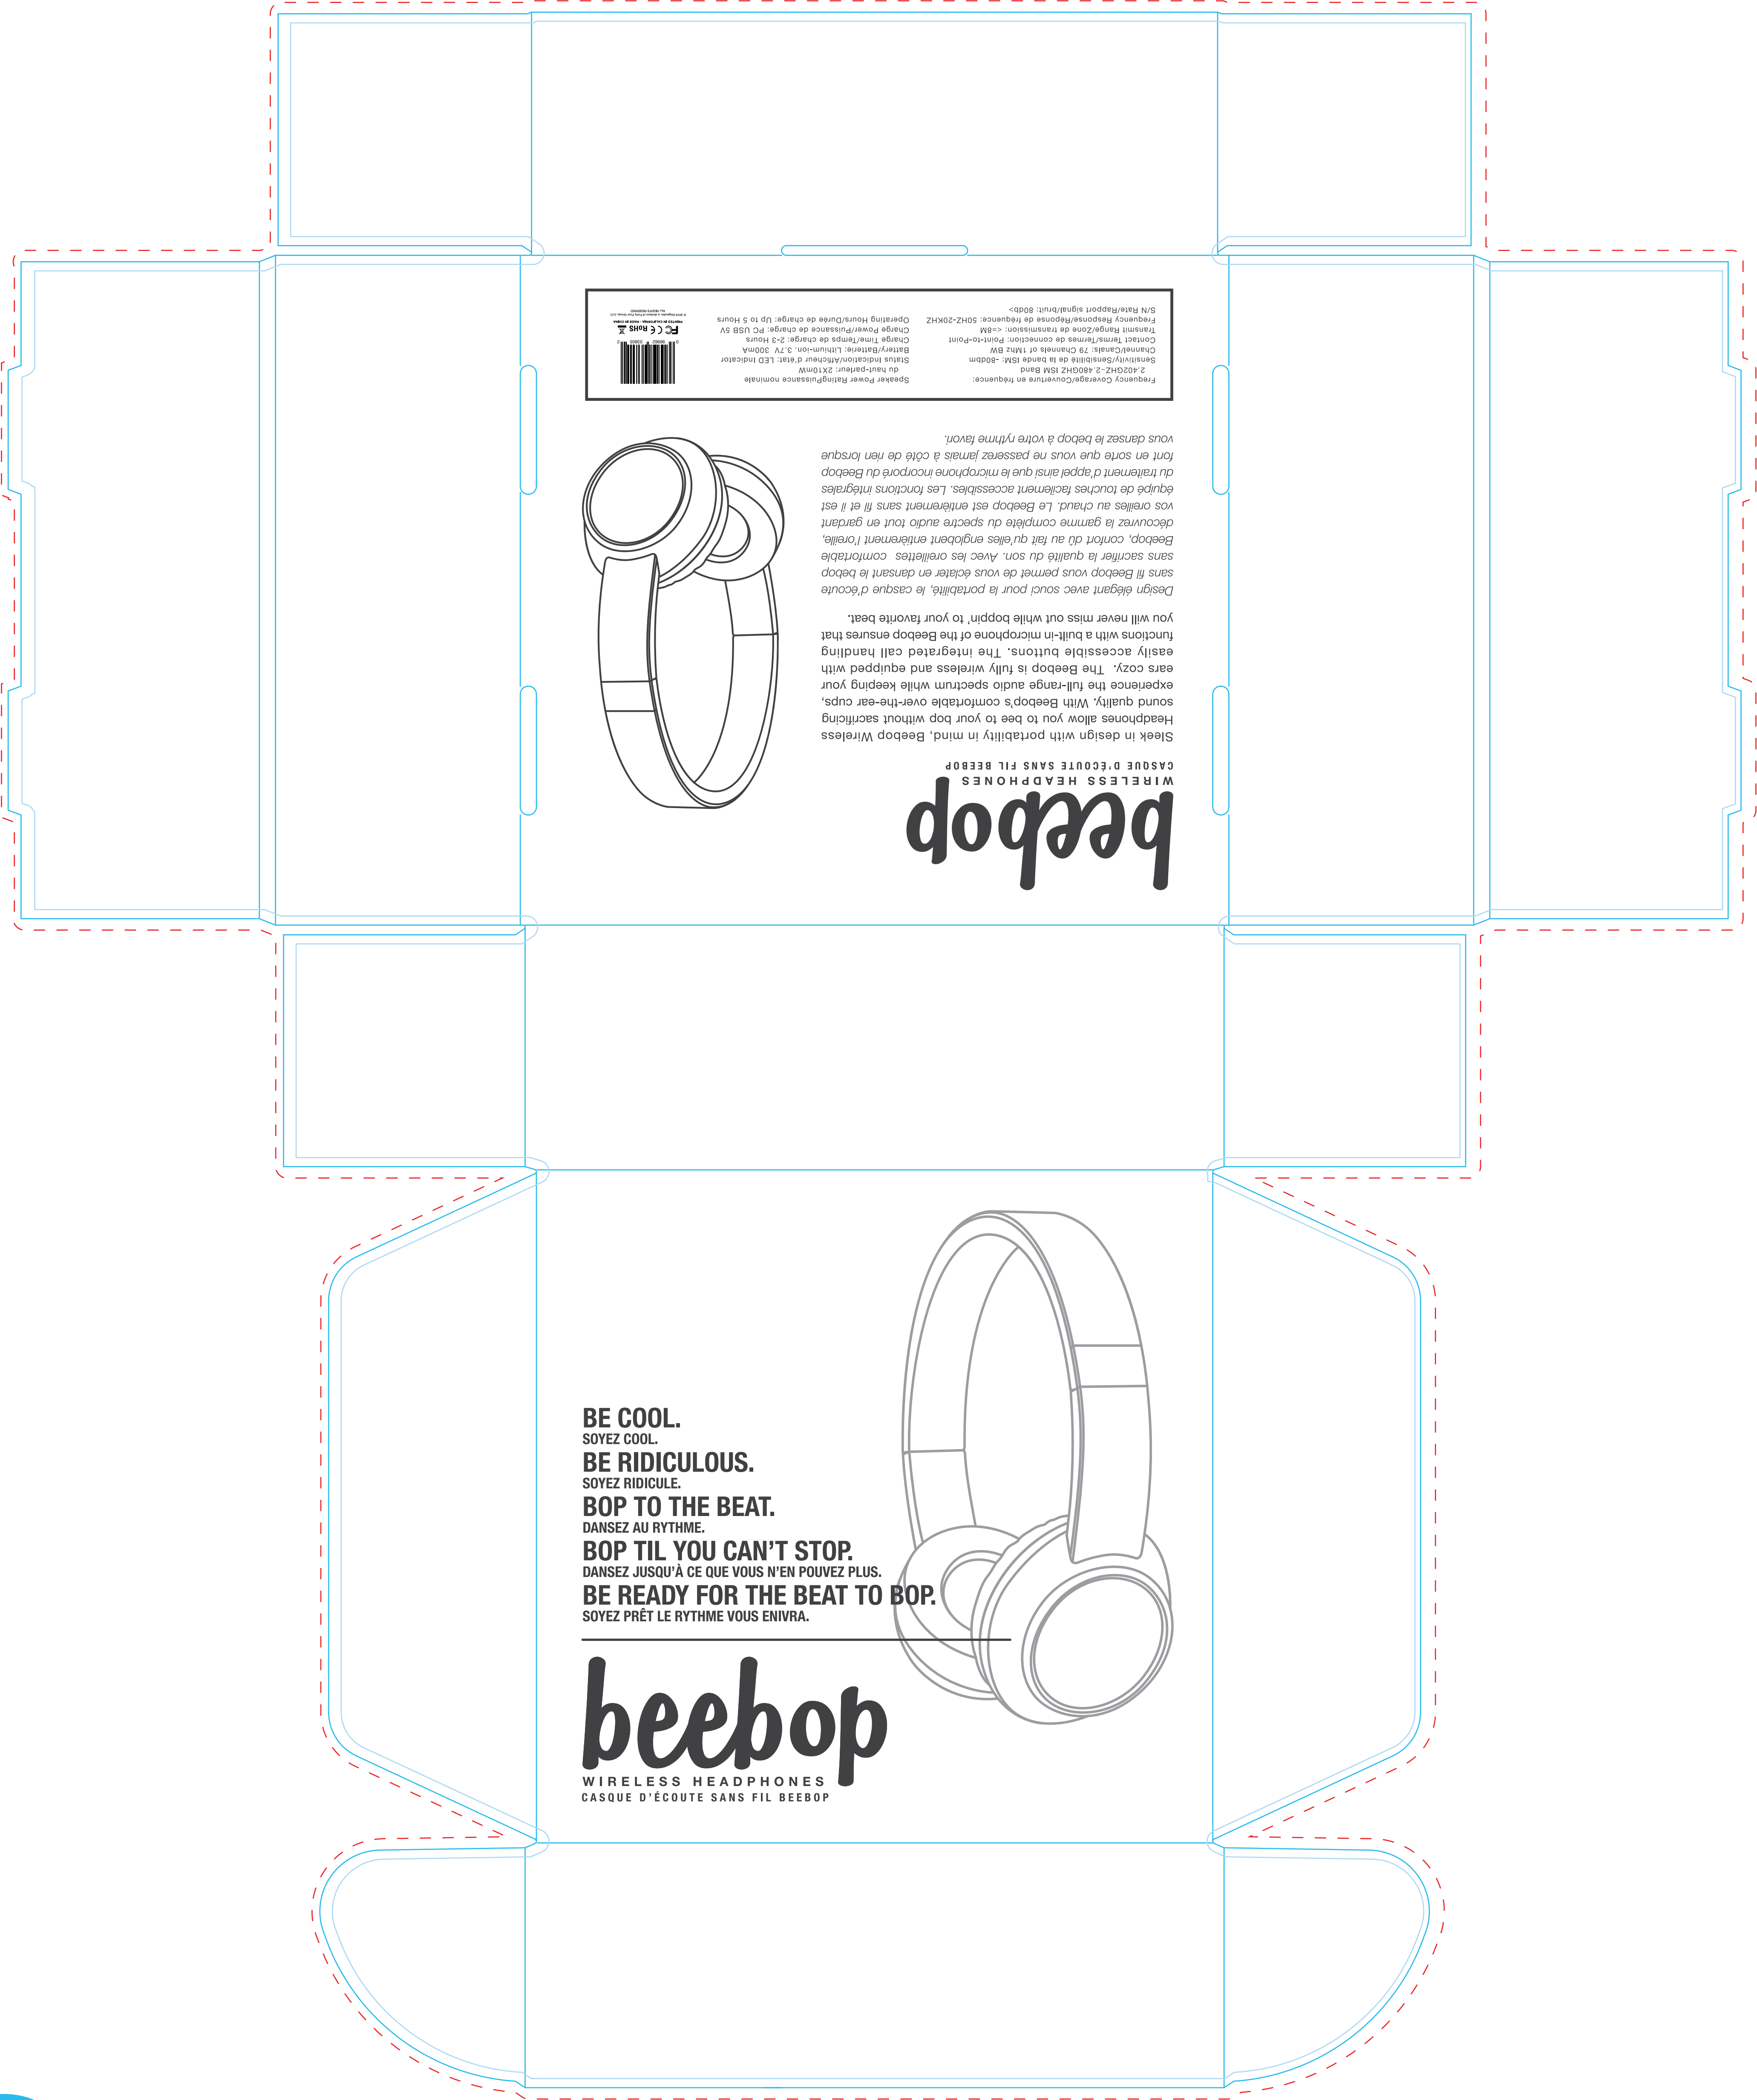 beebop
WIRELESS HEADPHONES
CASQUE D'ÉCOUTE SANS FIL BEEBOP
Sleek in design with portability in mind, Beebop Wireless
Headphones allow you to bee to your bop without sacrificing
sound quality. With Beebop's comfortable over-the-ear cups,
experience the full-range audio spectrum while keeping your
ears cozy. The Beebop is fully wireless and equipped with
easily accessible buttons. The integrated call handling
functions with a built-in microphone of the Beebop ensures that
you will never miss out while boppin' to your favorite beat.
Design élégant avec souci pour la portabilité, le casque d'écoute
sans fil Beebop vous permet de vous éclater en dansant le bebop
sans sacrifier la qualité du son. Avec les oreillettes comfortable
Beebop, confort dû au fait qu'elles englobent entièrement l'oreille,
découvrez la gamme complète du spectre audio tout en gardant
vos oreilles au chaud. Le Beebop est entièrement sans fil et il est
équipé de touches facilement accessibles. Les fonctions intégrales
du traitement d'appel ainsi que le microphone incorporé du Beebop
font en sorte que vous ne passerez jamais à côté de rien lorsque
vous dansez le bebop à votre rythme favori.
Frequency Coverage/Couverture en fréquence:
2.402GHZ-2.480GHZ ISM Band
Sensitivity/Sensibilité de la bande ISM: -80dbm
Channel/Canals: 79 Channels of 1Mhz BW
Contact Terms/Termes de connection: Point-to-Point
Transmit Range/Zone de transmission: <=8M
Frequency Response/Réponse de fréquence: 50HZ-20KHZ
S/N Rate/Rapport signal/bruit: 80db>
Speaker Power Rating/Puissance nominale
du haut-parleur: 2X10mW
Status Indication/Afficheur d'état: LED Indicator
Battery/Batterie: Lithium-ion, 3.7V 300mA
Charge Time/Temps de charge: 2-3 Hours
Charge Power/Puissance de charge: PC USB 5V
Operating Hours/Durée de charge: Up to 5 Hours
FC CE RoHS
PRINTED IN CALIFORNIA - MADE IN CHINA
ALL RIGHTS RESERVED
BE COOL.
SOYEZ COOL.
BE RIDICULOUS.
SOYEZ RIDICULE.
BOP TO THE BEAT.
DANSEZ AU RYTHME.
BOP TIL YOU CAN'T STOP.
DANSEZ JUSQU'À CE QUE VOUS N'EN POUVEZ PLUS.
BE READY FOR THE BEAT TO BOP.
SOYEZ PRÊT LE RYTHME VOUS ENIVRA.
beebop
WIRELESS HEADPHONES
CASQUE D'ÉCOUTE SANS FIL BEEBOP